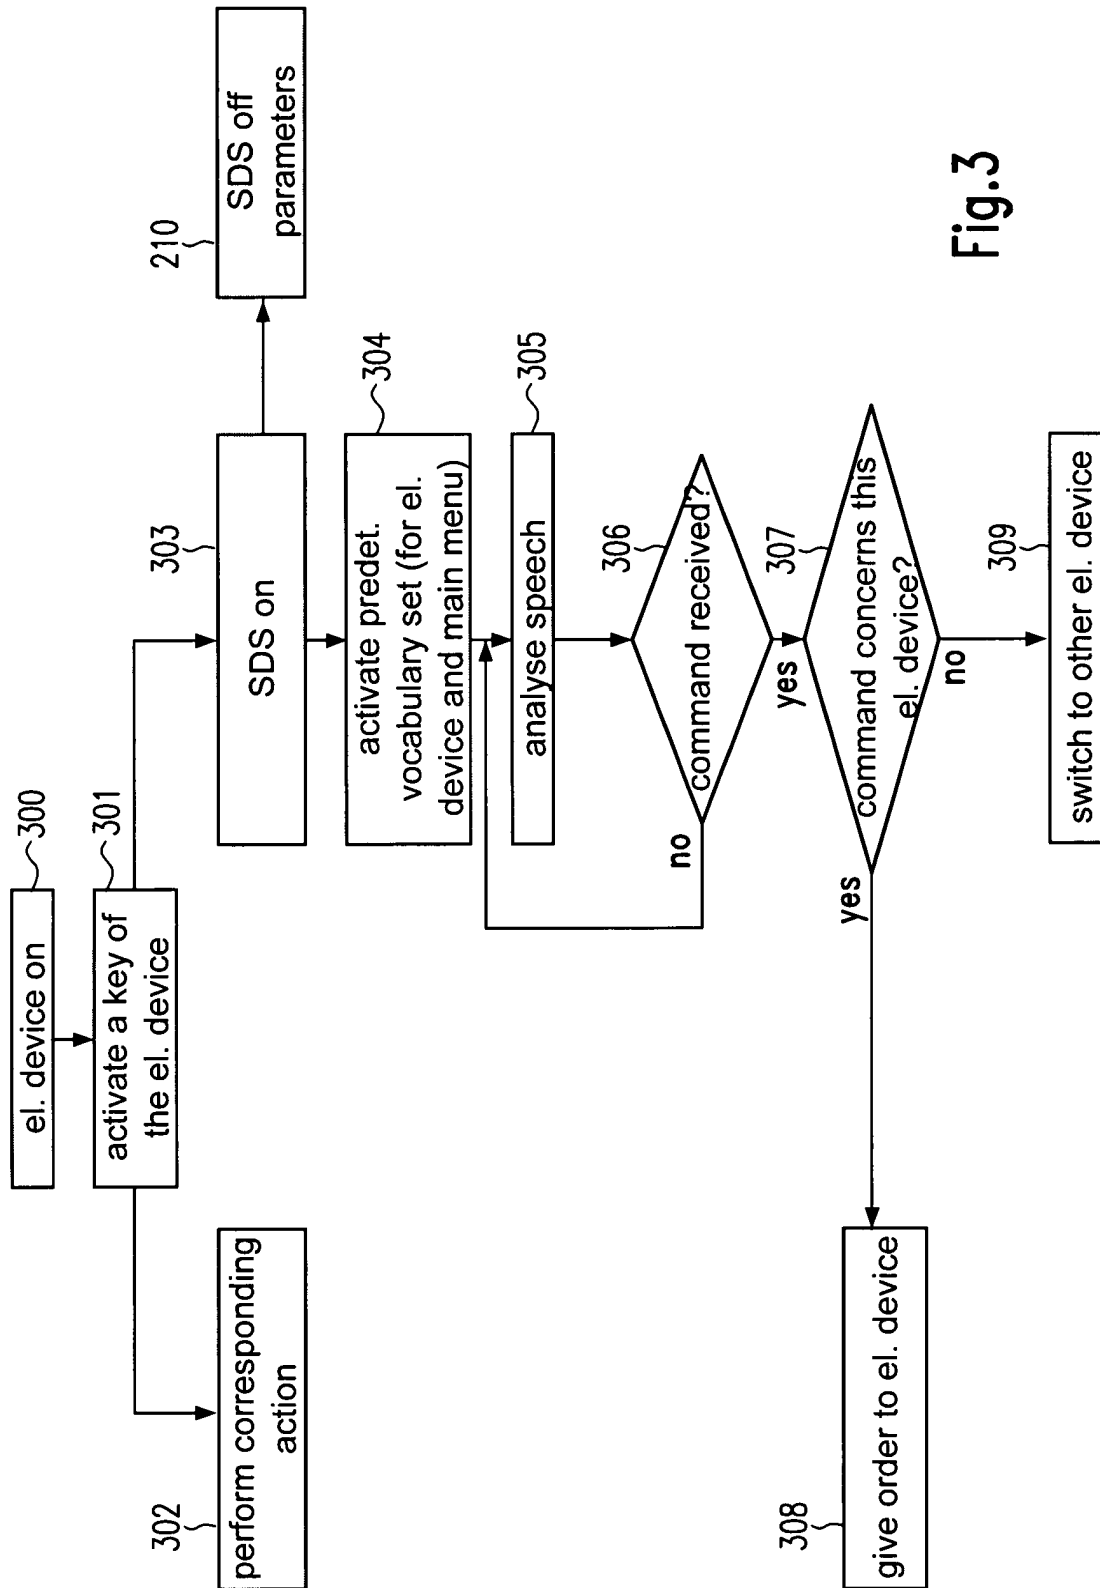 300
el. device on
301
activate a key of
the el. device
302
perform corresponding
action
303
SDS on
210
SDS off
parameters
304
activate predet.
vocabulary set (for el.
device and main menu)
305
analyse speech
306
command received?
no
yes
307
command concerns this
el. device?
yes
no
308
give order to el. device
309
switch to other el. device
Fig.3